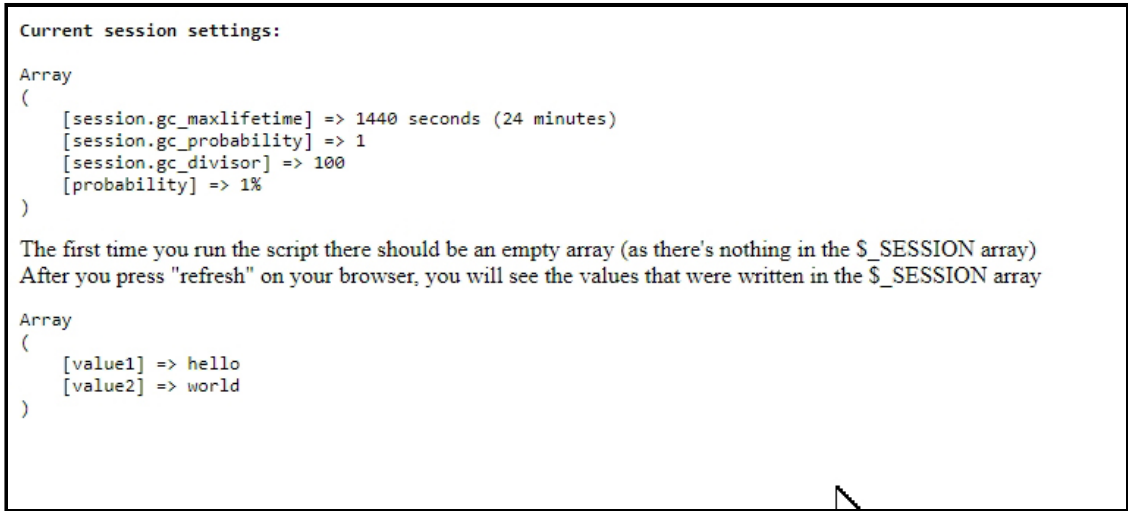 Current session settings:
Array
(
    [session.gc_maxlifetime] => 1440 seconds (24 minutes)
    [session.gc_probability] => 1
    [session.gc_divisor] => 100
    [probability] => 1%
)
The first time you run the script there should be an empty array (as there's nothing in the $_SESSION array)
After you press "refresh" on your browser, you will see the values that were written in the $_SESSION array
Array
(
    [value1] => hello
    [value2] => world
)